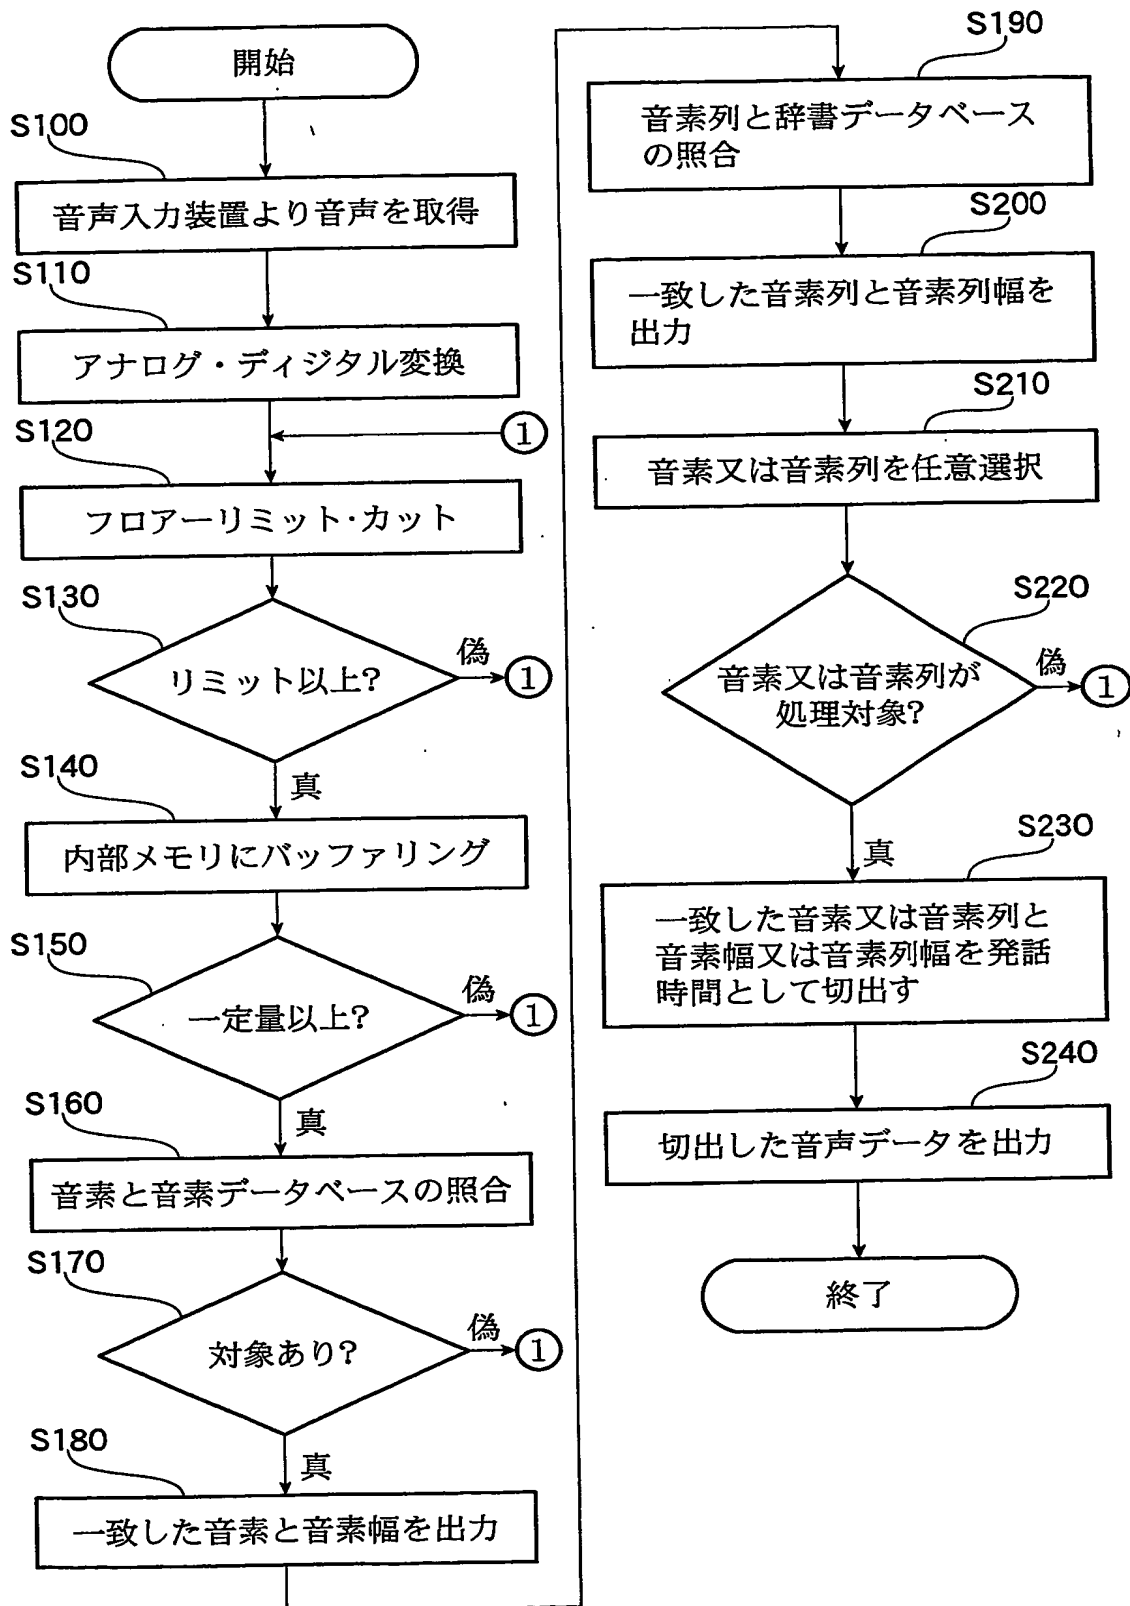 開始
S100
音声入力装置より音声を取得
S110
アナログ・ディジタル変換
①
S120
フロアーリミット・カット
S130
リミット以上?
偽
①
真
S140
内部メモリにバッファリング
S150
一定量以上?
偽
①
真
S160
音素と音素データベースの照合
S170
対象あり?
偽
①
真
S180
一致した音素と音素幅を出力
S190
音素列と辞書データベース
の照合
S200
一致した音素列と音素列幅を
出力
S210
音素又は音素列を任意選択
S220
音素又は音素列が
処理対象?
偽
①
真
S230
一致した音素又は音素列と
音素幅又は音素列幅を発話
時間として切出す
S240
切出した音声データを出力
終了